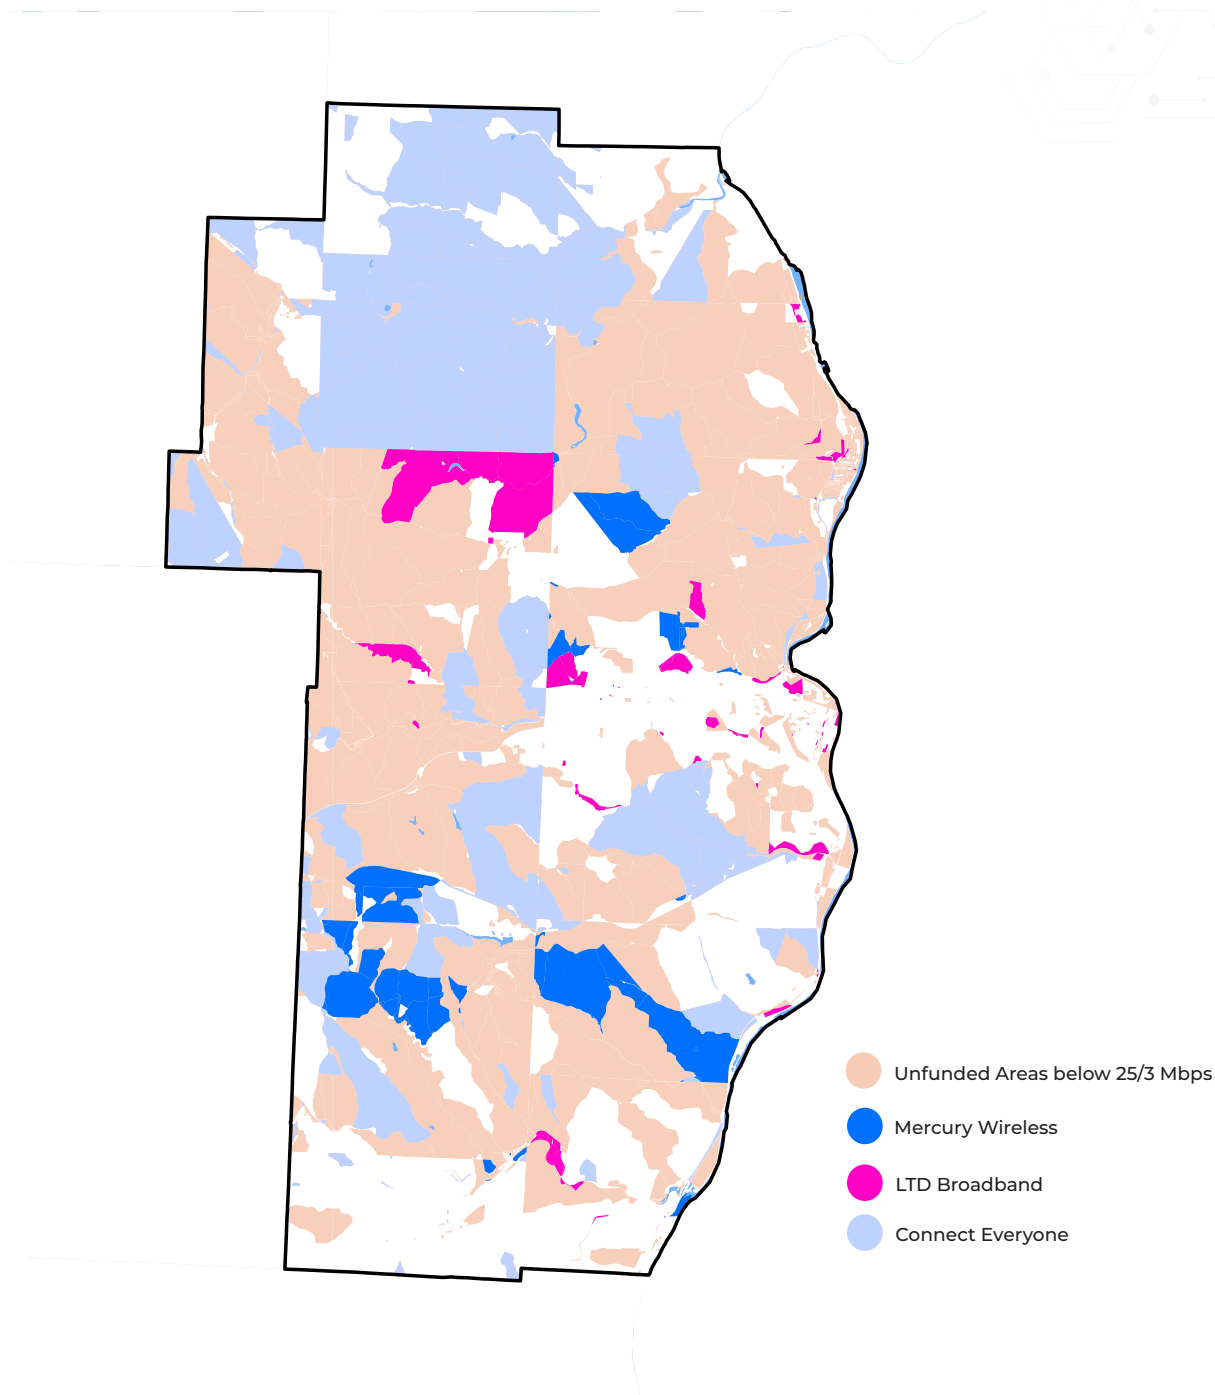 Unfunded Areas below 25/3 Mbps
Mercury Wireless
LTD Broadband
Connect Everyone